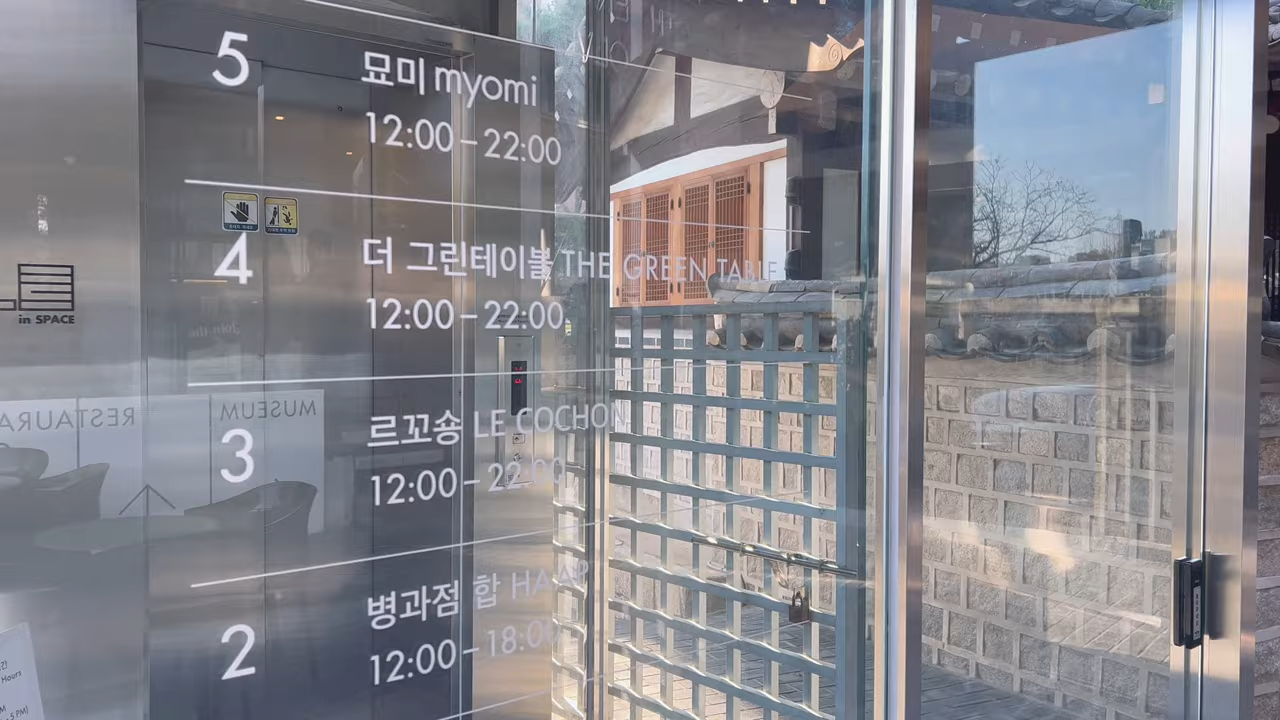 5
묘미 myomi
12:00–22:00
4
더 그린테이블 THE GREEN TABLE
12:00–22:00
3
르꼬숑 LE COCHON
12:00–22:00
2
병과점 합 HAAP
12:00–18:00
in SPACE
RESTAURA
MUSEUM
Hours